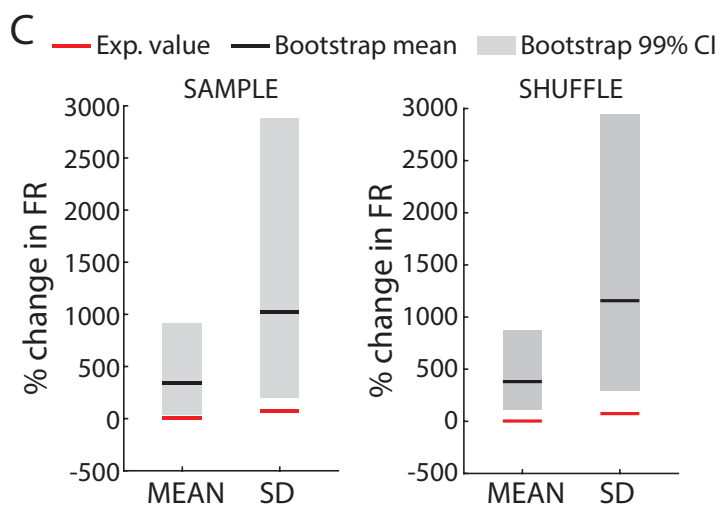 C
Exp. value Bootstrap mean Bootstrap 99% CI
SAMPLE
% change in FR
3000
2500
2000
1500
1000
500
0
-500
MEAN SD
SHUFFLE
% change in FR
3000
2500
2000
1500
1000
500
0
-500
MEAN SD